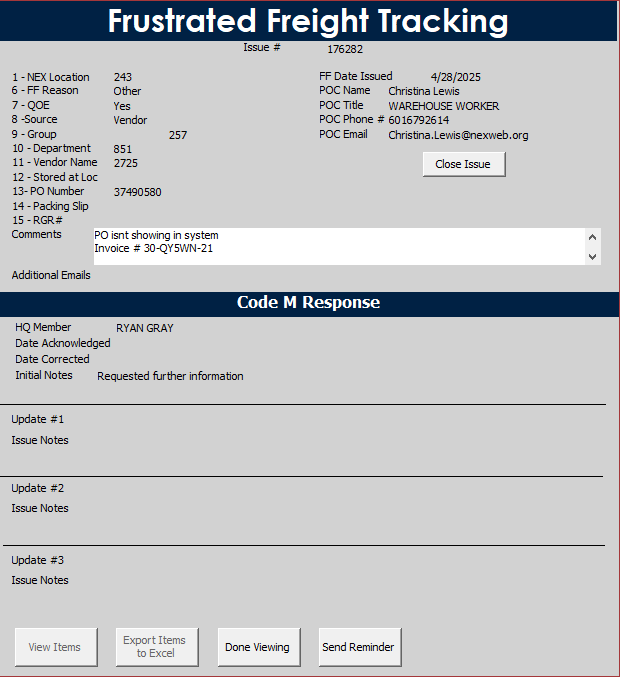 Frustrated Freight Tracking
Issue # 176282
1 - NEX Location 243 FF Date Issued 4/28/2025
6 - FF Reason Other POC Name Christina Lewis
7 - QOE Yes POC Title WAREHOUSE WORKER
8 -Source Vendor POC Phone # 6016792614
9 - Group 257 POC Email Christina.Lewis@nexweb.org
10 - Department 851
11 - Vendor Name 2725 Close Issue
12 - Stored at Loc
13- PO Number 37490580
14 - Packing Slip
15 - RGR#
Comments PO isnt showing in system
Invoice # 30-QY5WN-21
Additional Emails
Code M Response
HQ Member RYAN GRAY
Date Acknowledged
Date Corrected
Initial Notes Requested further information
Update #1
Issue Notes
Update #2
Issue Notes
Update #3
Issue Notes
View Items Export Items to Excel Done Viewing Send Reminder